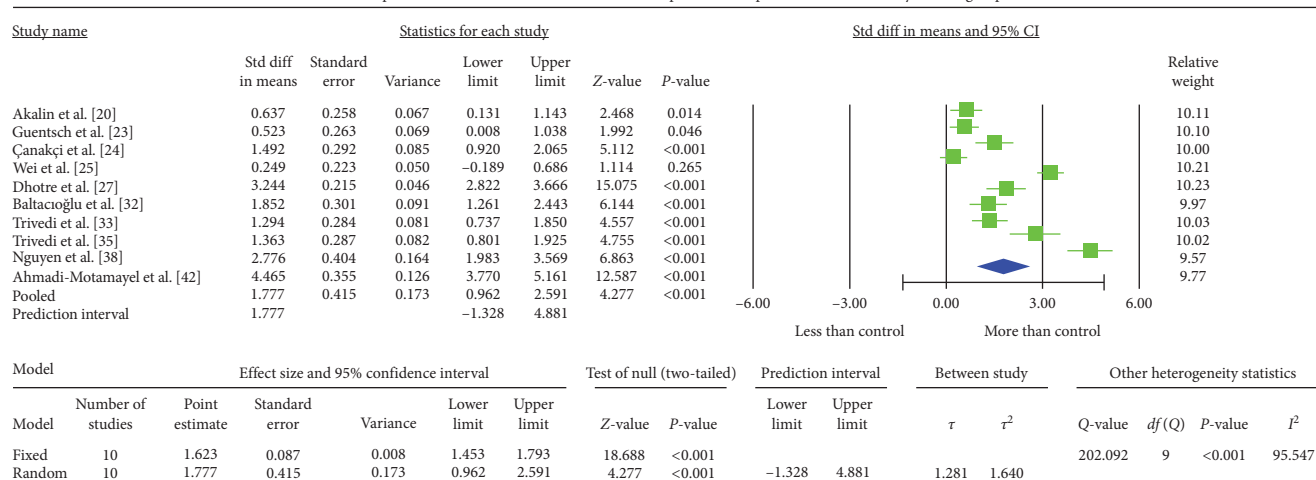 Study name Statistics for each study Std diff in means and 95% CI
Std diff in means Standard error Variance Lower limit Upper limit Z-value P-value Relative weight
Akalin et al. [20] 0.637 0.258 0.067 0.131 1.143 2.468 0.014 10.11
Guentsch et al. [23] 0.523 0.263 0.069 0.008 1.038 1.992 0.046 10.10
Çanakçi et al. [24] 1.492 0.292 0.085 0.920 2.065 5.112 <0.001 10.00
Wei et al. [25] 0.249 0.223 0.050 –0.189 0.686 1.114 0.265 10.21
Dhotre et al. [27] 3.244 0.215 0.046 2.822 3.666 15.075 <0.001 10.23
Baltacıoğlu et al. [32] 1.852 0.301 0.091 1.261 2.443 6.144 <0.001 9.97
Trivedi et al. [33] 1.294 0.284 0.081 0.737 1.850 4.557 <0.001 10.03
Trivedi et al. [35] 1.363 0.287 0.082 0.801 1.925 4.755 <0.001 10.02
Nguyen et al. [38] 2.776 0.404 0.164 1.983 3.569 6.863 <0.001 9.57
Ahmadi-Motamayel et al. [42] 4.465 0.355 0.126 3.770 5.161 12.587 <0.001 9.77
Pooled 1.777 0.415 0.173 0.962 2.591 4.277 <0.001
Prediction interval 1.777 –1.328 4.881
–6.00 –3.00 0.00 3.00 6.00
Less than control More than control
Model Effect size and 95% confidence interval Test of null (two-tailed) Prediction interval Between study Other heterogeneity statistics
Model Number of studies Point estimate Standard error Variance Lower limit Upper limit Z-value P-value Lower limit Upper limit τ τ² Q-value df (Q) P-value I²
Fixed 10 1.623 0.087 0.008 1.453 1.793 18.688 <0.001 202.092 9 <0.001 95.547
Random 10 1.777 0.415 0.173 0.962 2.591 4.277 <0.001 –1.328 4.881 1.281 1.640